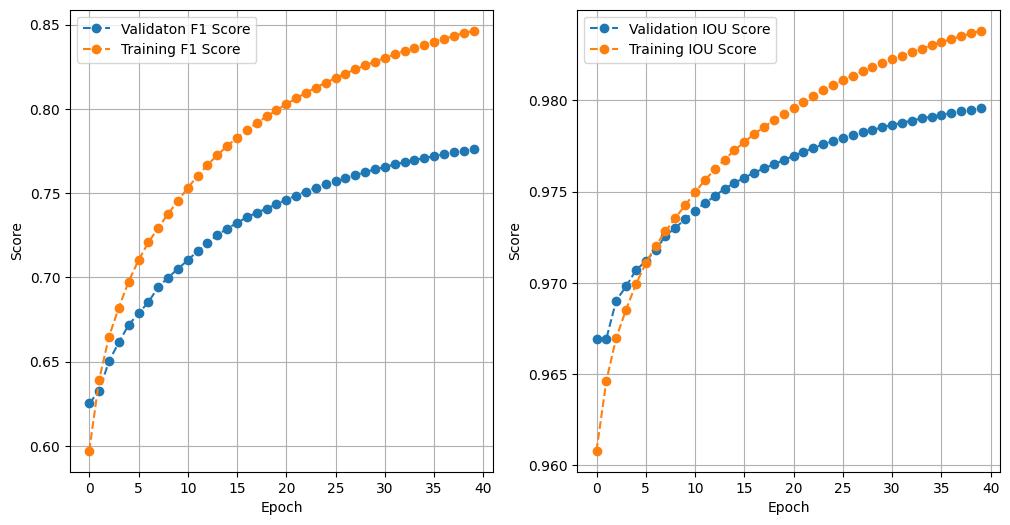 Validaton F1 Score
Training F1 Score
0.85
0.80
0.75
0.70
0.65
0.60
Score
0 5 10 15 20 25 30 35 40
Epoch
Validation IOU Score
Training IOU Score
0.980
0.975
0.970
0.965
0.960
Score
0 5 10 15 20 25 30 35 40
Epoch